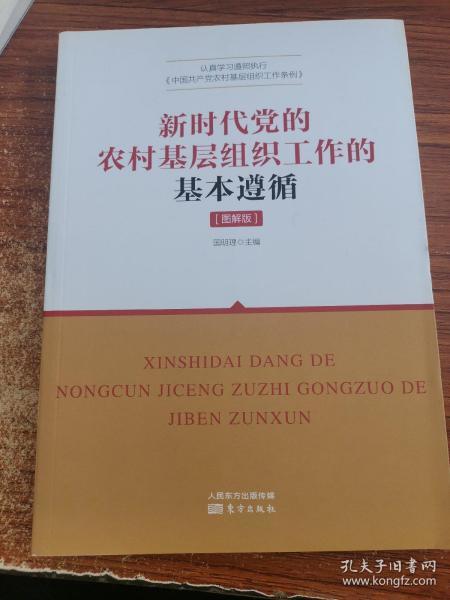 认真学习遵照执行
《中国共产党农村基层组织工作条例》
新时代党的
农村基层组织工作的
基本遵循
[图解版]
国明理○主编
XINSHIDAI DANG DE
NONGCUN JICENG ZUZHI GONGZUO DE
JIBEN ZUNXUN
人民东方出版传媒
东方出版社
孔夫子旧书网
www.kongfz.com